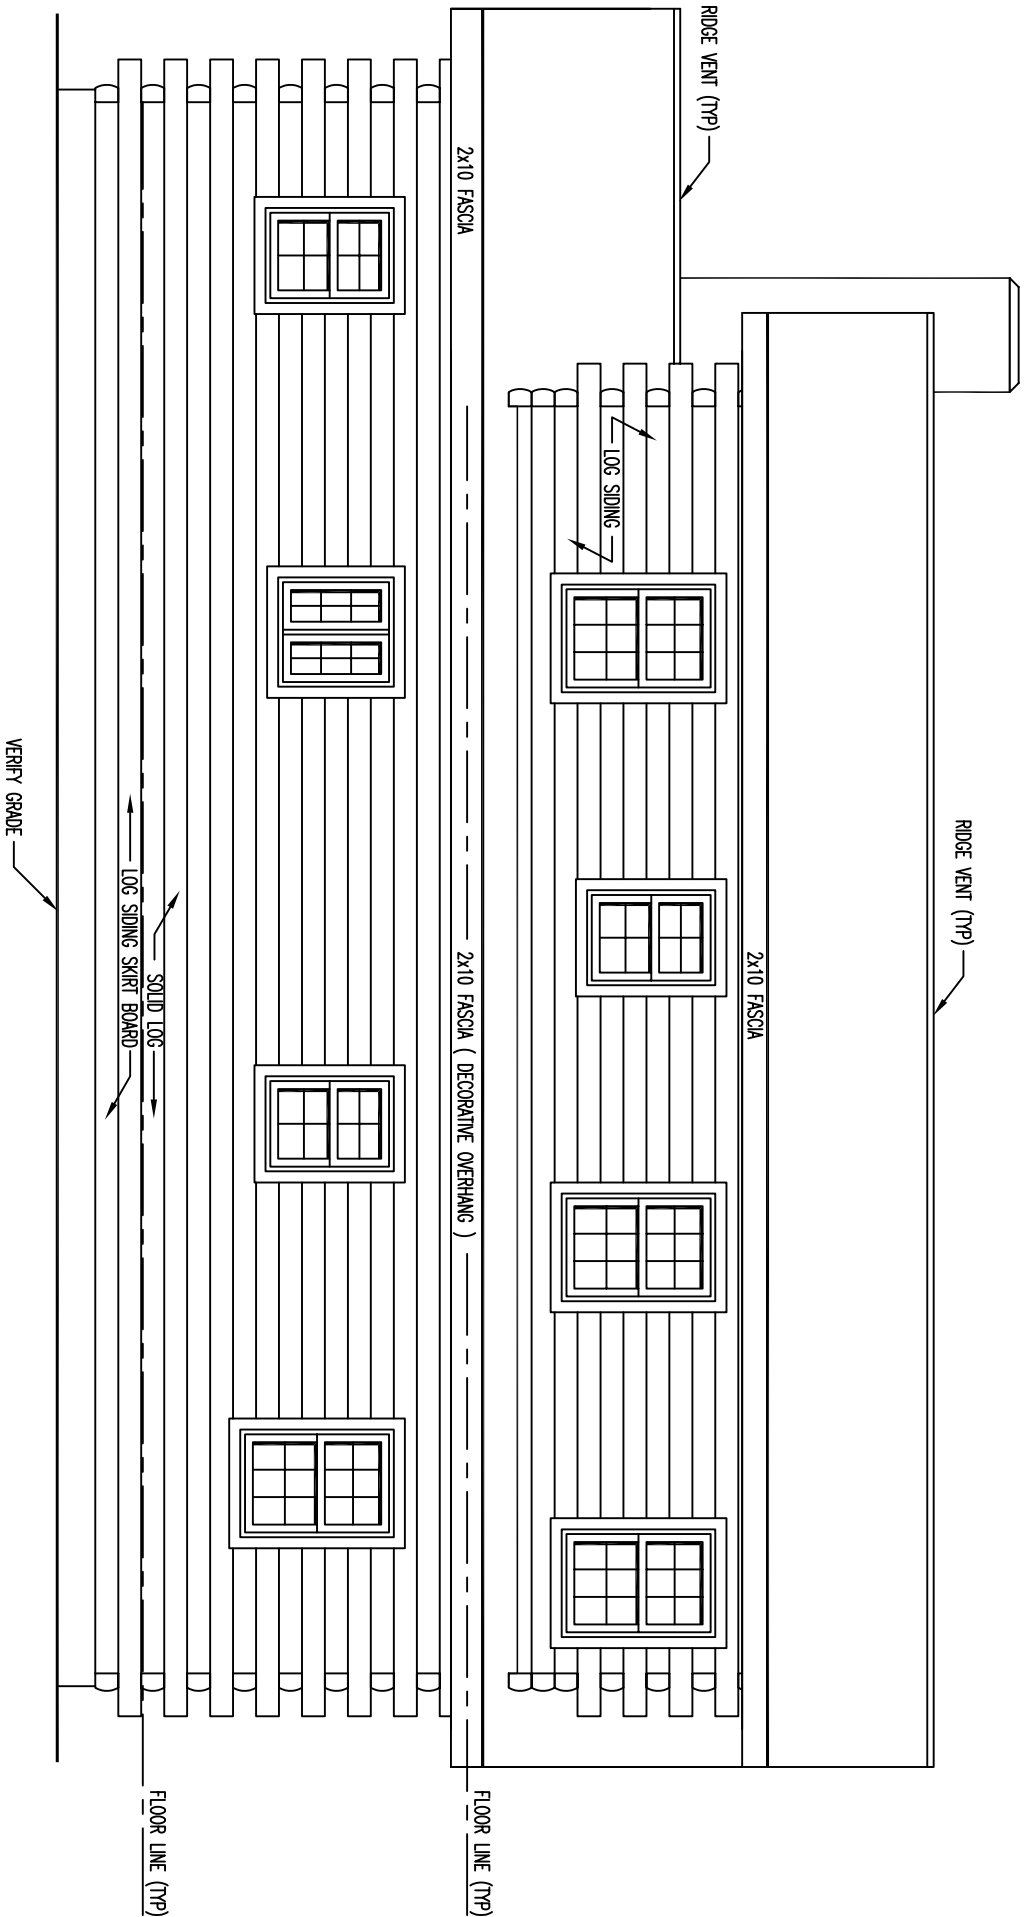 RIDGE VENT (TYP)
RIDGE VENT (TYP)
2x10 FASCIA
LOG SIDING
2x10 FASCIA
2x10 FASCIA ( DECORATIVE OVERHANG )
FLOOR LINE (TYP)
SOLID LOG
LOG SIDING SKIRT BOARD
FLOOR LINE (TYP)
VERIFY GRADE